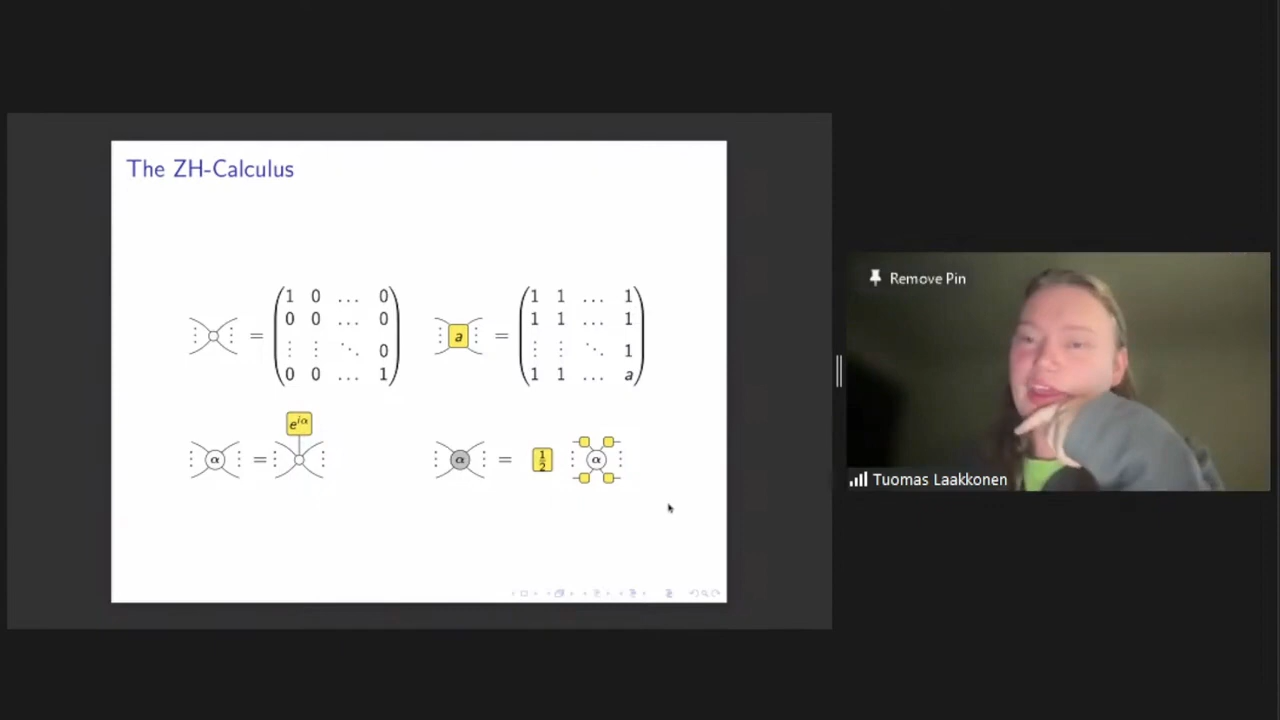 The ZH-Calculus
= ( 1 0 … 0 )
( 0 0 … 0 )
( ⋮ ⋮ ⋱ 0 )
( 0 0 … 1 )
a = ( 1 1 … 1 )
( 1 1 … 1 )
( ⋮ ⋮ ⋱ 1 )
( 1 1 … a )
e^{iα}
α =
α = 1/2 α
Remove Pin
Tuomas Laakkonen